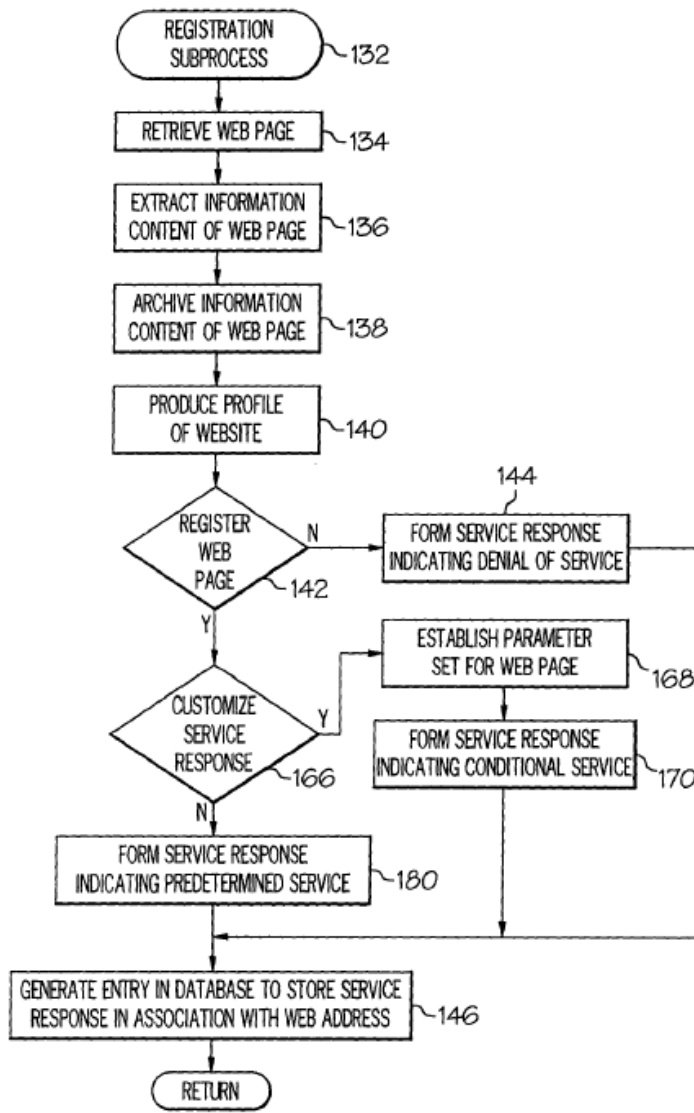 REGISTRATION
SUBPROCESS
132
RETRIEVE WEB PAGE
134
EXTRACT INFORMATION
CONTENT OF WEB PAGE
136
ARCHIVE INFORMATION
CONTENT OF WEB PAGE
138
PRODUCE PROFILE
OF WEBSITE
140
REGISTER
WEB
PAGE
142
N
144
FORM SERVICE RESPONSE
INDICATING DENIAL OF SERVICE
Y
CUSTOMIZE
SERVICE
RESPONSE
166
Y
ESTABLISH PARAMETER
SET FOR WEB PAGE
168
FORM SERVICE RESPONSE
INDICATING CONDITIONAL SERVICE
170
N
FORM SERVICE RESPONSE
INDICATING PREDETERMINED SERVICE
180
GENERATE ENTRY IN DATABASE TO STORE SERVICE
RESPONSE IN ASSOCIATION WITH WEB ADDRESS
146
RETURN